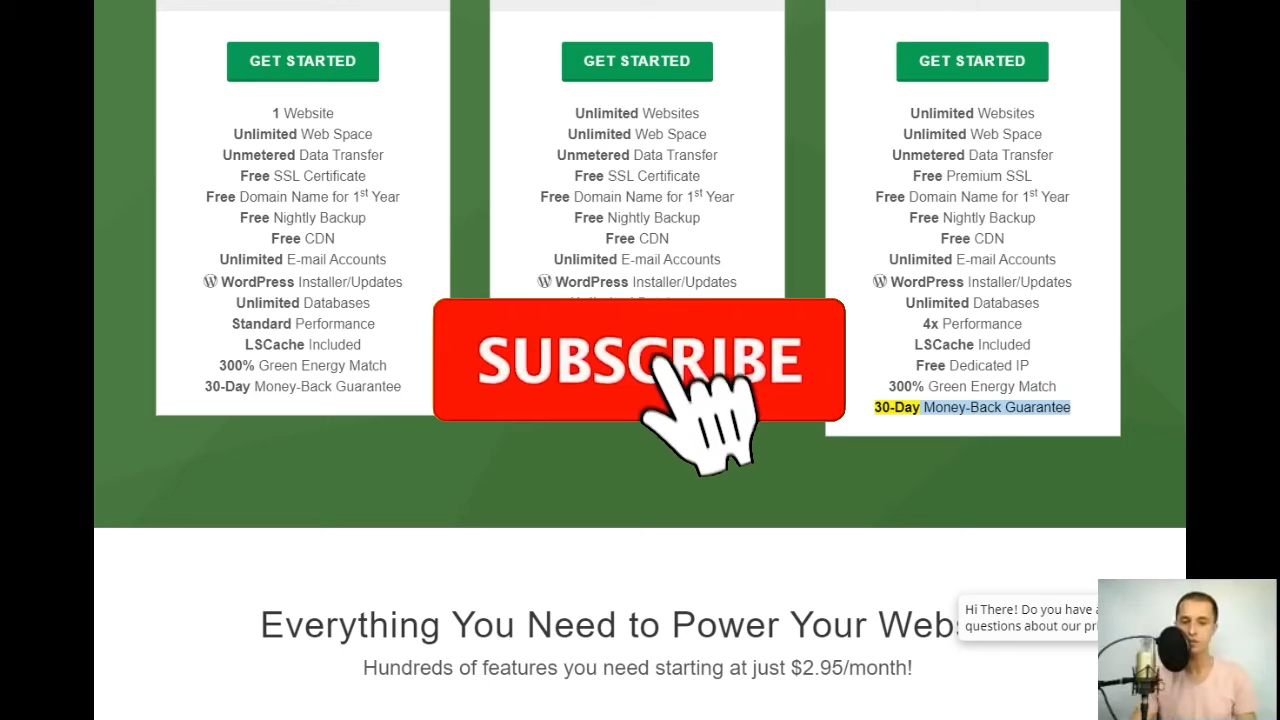 GET STARTED
1 Website
Unlimited Web Space
Unmetered Data Transfer
Free SSL Certificate
Free Domain Name for 1st Year
Free Nightly Backup
Free CDN
Unlimited E-mail Accounts
WordPress Installer/Updates
Unlimited Databases
Standard Performance
LSCache Included
300% Green Energy Match
30-Day Money-Back Guarantee
GET STARTED
Unlimited Websites
Unlimited Web Space
Unmetered Data Transfer
Free SSL Certificate
Free Domain Name for 1st Year
Free Nightly Backup
Free CDN
Unlimited E-mail Accounts
WordPress Installer/Updates
SUBSCRIBE
GET STARTED
Unlimited Websites
Unlimited Web Space
Unmetered Data Transfer
Free Premium SSL
Free Domain Name for 1st Year
Free Nightly Backup
Free CDN
Unlimited E-mail Accounts
WordPress Installer/Updates
Unlimited Databases
4x Performance
LSCache Included
Free Dedicated IP
300% Green Energy Match
30-Day Money-Back Guarantee
Everything You Need to Power Your
Hundreds of features you need starting at just $2.95/month!
Hi There! Do you have
questions about our